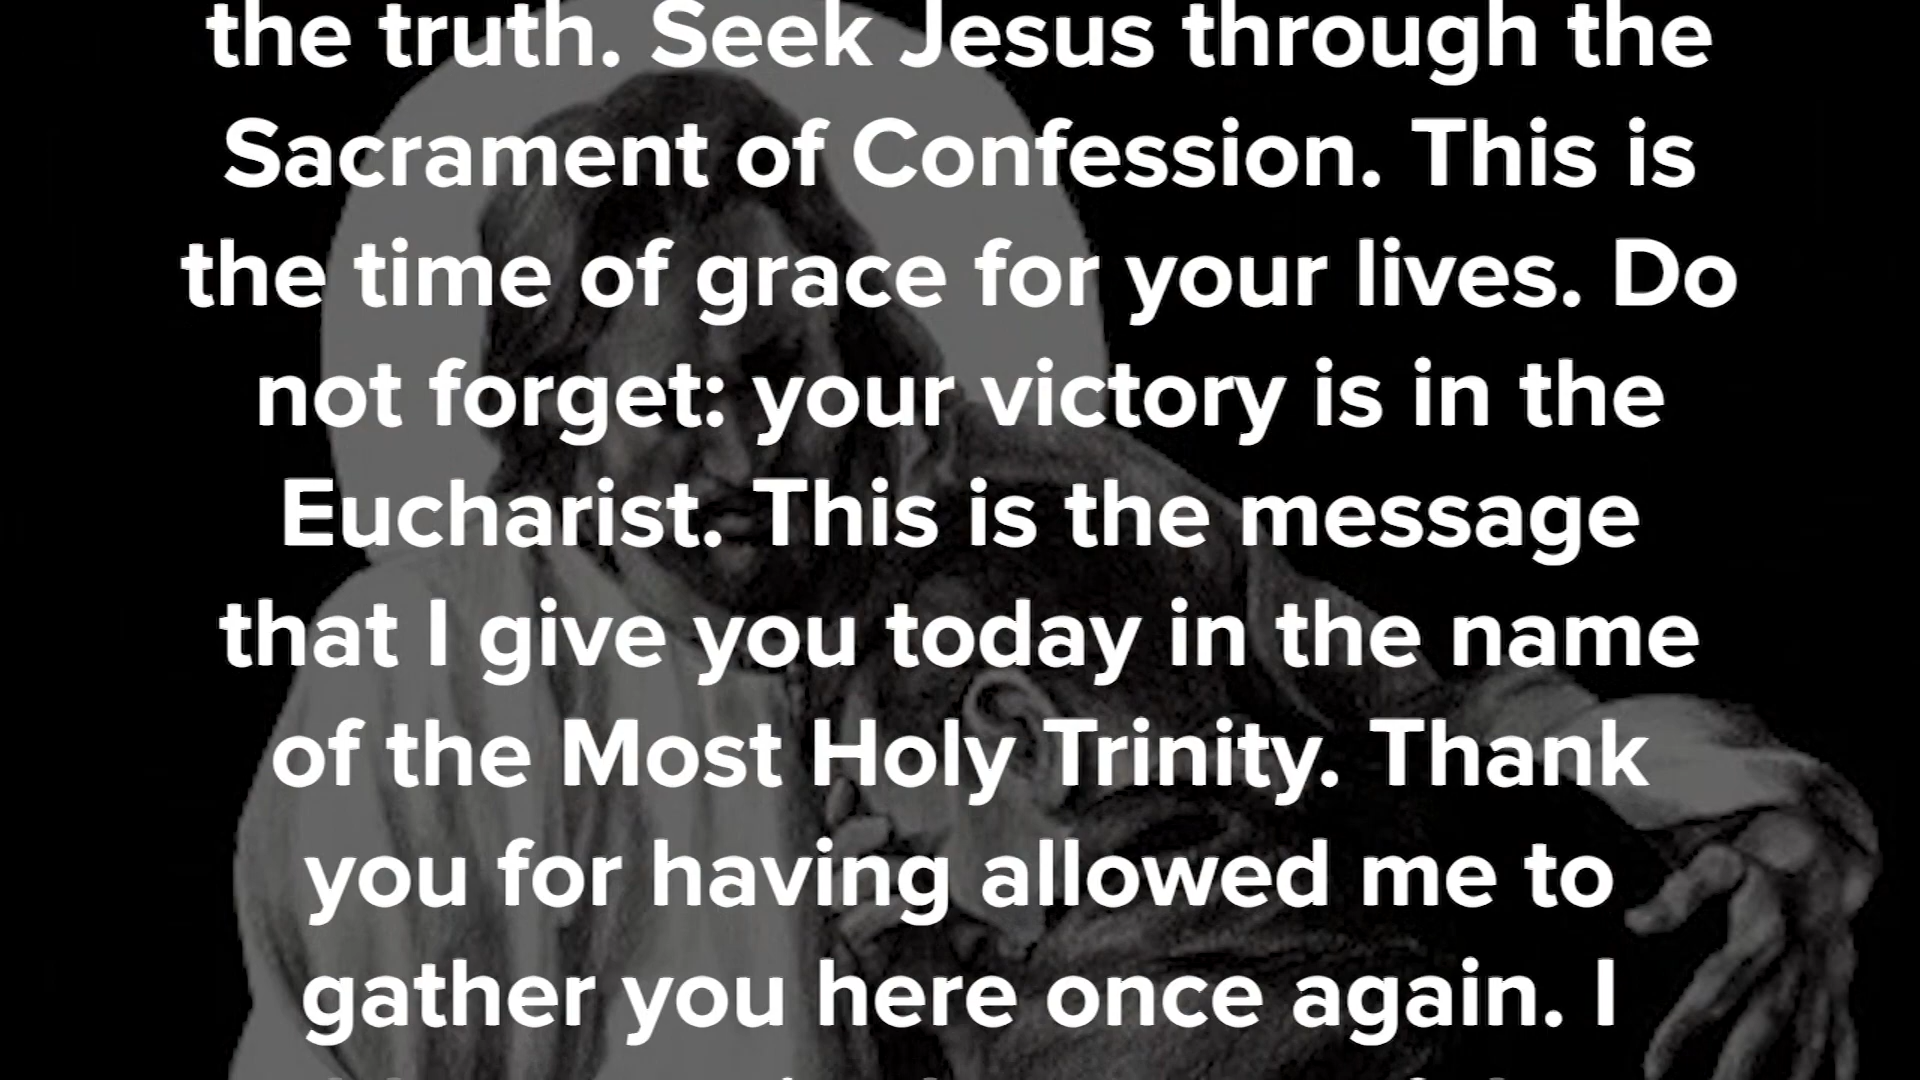 the truth. Seek Jesus through the
Sacrament of Confession. This is
the time of grace for your lives. Do
not forget: your victory is in the
Eucharist. This is the message
that I give you today in the name
of the Most Holy Trinity. Thank
you for having allowed me to
gather you here once again. I